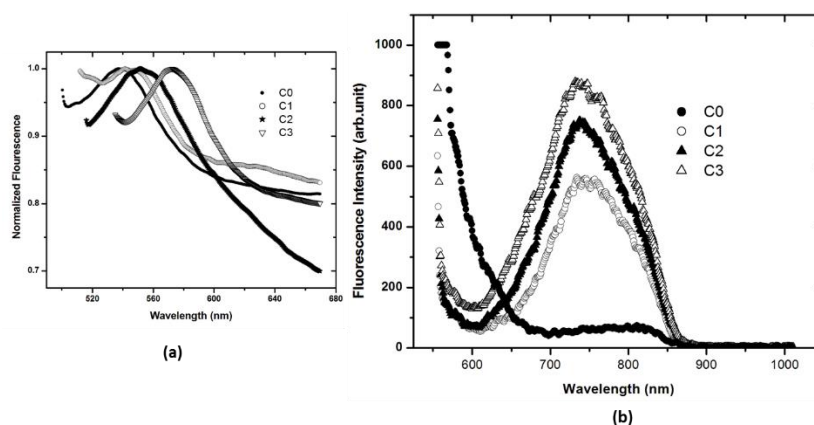 1.0
0.9
0.8
0.7
Normalized Flourescence
C0
C1
C2
C3
520 560 600 640 680
Wavelength (nm)
(a)
1000
800
600
400
200
0
Fluorescence Intensity (arb.unit)
C0
C1
C2
C3
600 700 800 900 1000
Wavelength (nm)
(b)